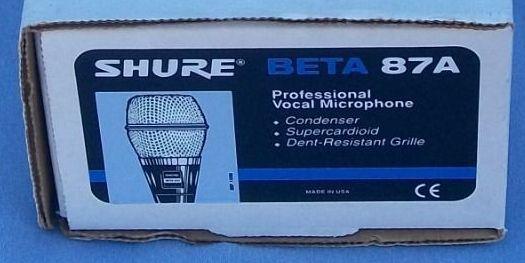 SHURE® BETA 87A
Professional
Vocal Microphone
• Condenser
• Supercardioid
• Dent-Resistant Grille
MADE IN USA
CE